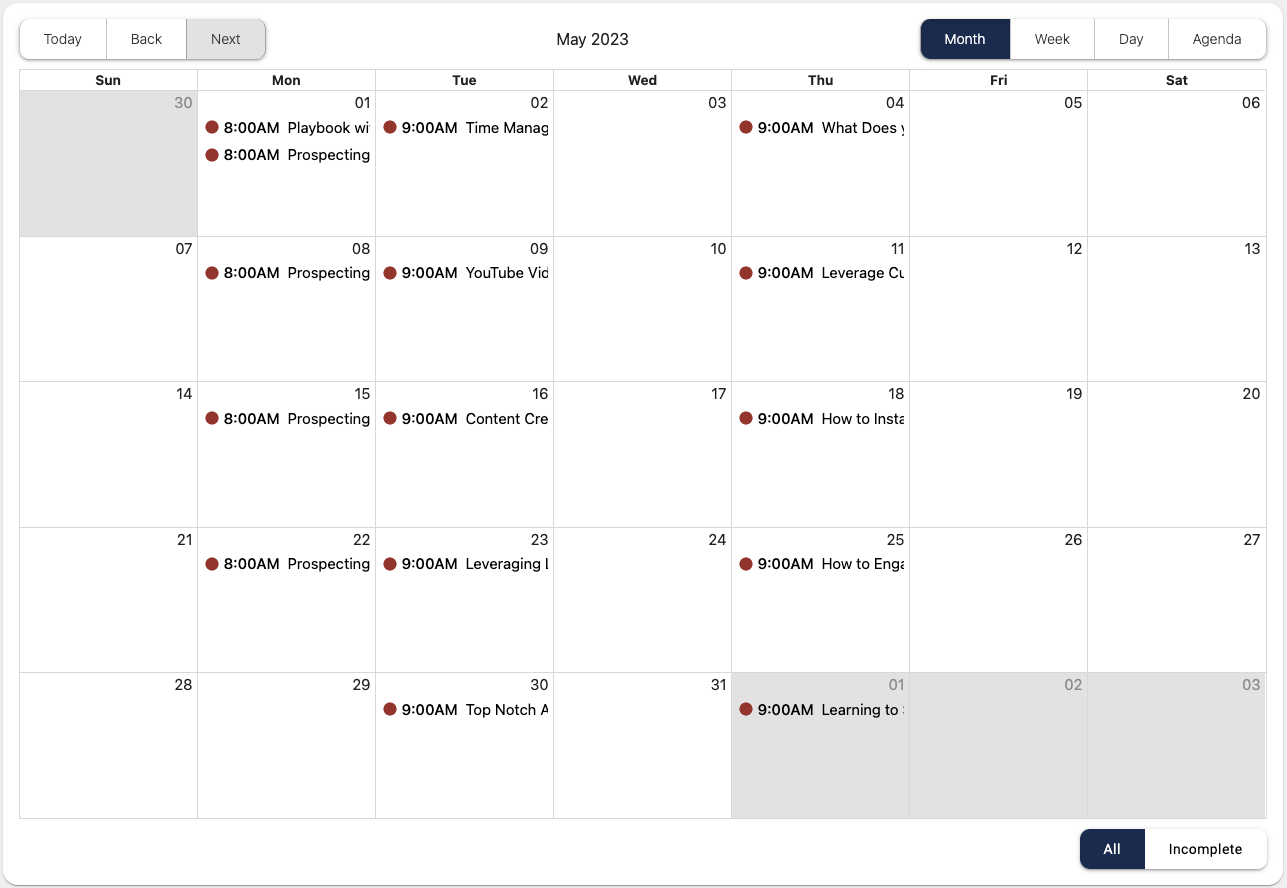 Today Back Next May 2023 Month Week Day Agenda
Sun Mon Tue Wed Thu Fri Sat
30 01 02 03 04 05 06
8:00AM Playbook wi 9:00AM Time Manag 9:00AM What Does y
8:00AM Prospecting
07 08 09 10 11 12 13
8:00AM Prospecting 9:00AM YouTube Vid 9:00AM Leverage Cu
14 15 16 17 18 19 20
8:00AM Prospecting 9:00AM Content Cre 9:00AM How to Insta
21 22 23 24 25 26 27
8:00AM Prospecting 9:00AM Leveraging L 9:00AM How to Enga
28 29 30 31 01 02 03
9:00AM Top Notch A 9:00AM Learning to
All Incomplete